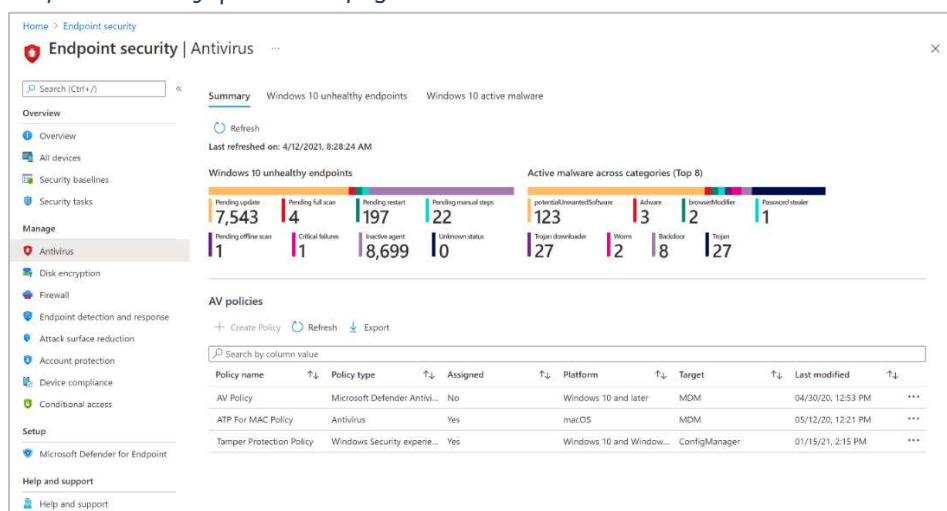 Home > Endpoint security
Endpoint security | Antivirus ...
Search (Ctrl+/)
Overview
Overview
All devices
Security baselines
Security tasks
Manage
Antivirus
Disk encryption
Firewall
Endpoint detection and response
Attack surface reduction
Account protection
Device compliance
Conditional access
Setup
Microsoft Defender for Endpoint
Help and support
Help and support
Summary Windows 10 unhealthy endpoints Windows 10 active malware
Refresh
Last refreshed on: 4/12/2021, 8:28:24 AM
Windows 10 unhealthy endpoints
Pending update Pending full scan Pending restart Pending manual steps
7,543 4 197 22
Pending offline scan Critical failures Inactive agent Unknown status
1 1 8,699 0
Active malware across categories (Top 8)
potentialUnwantedSoftware Adware browserModifier Password stealer
123 3 2 1
Trojan downloader Worm Backdoor Trojan
27 2 8 27
AV policies
+ Create Policy Refresh Export
Search by column value
Policy name Policy type Assigned Platform Target Last modified
AV Policy Microsoft Defender Antivi... No Windows 10 and later MDM 04/30/20, 12:53 PM ...
ATP For MAC Policy Antivirus Yes macOS MDM 05/12/20, 12:21 PM ...
Tamper Protection Policy Windows Security experie... Yes Windows 10 and Window... ConfigManager 01/15/21, 2:15 PM ...